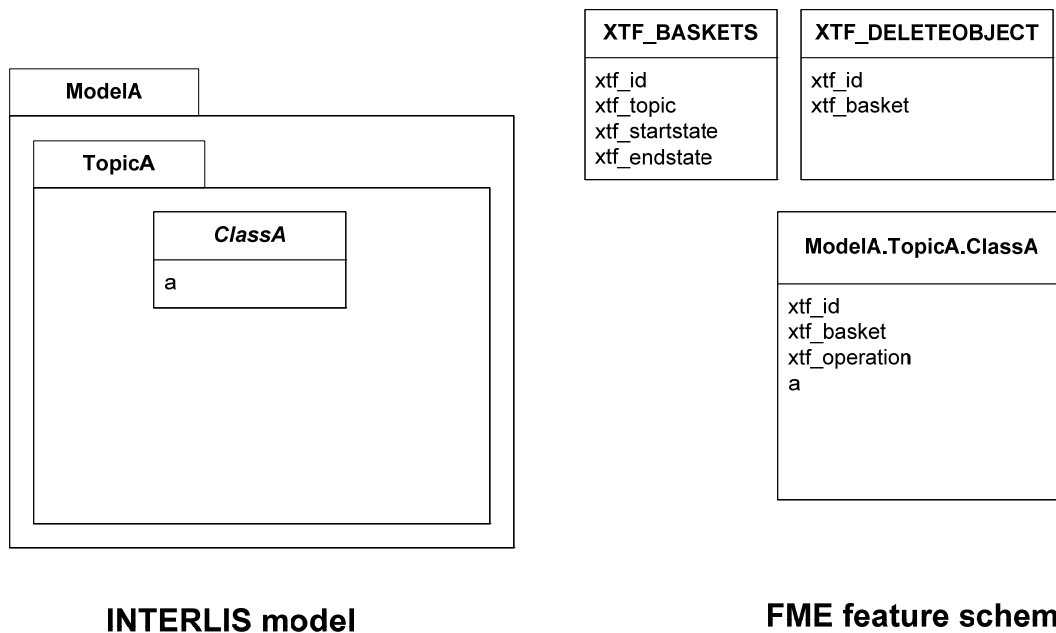 ModelA
TopicA
ClassA
a
XTF_BASKETS
xtf_id
xtf_topic
xtf_startstate
xtf_endstate
XTF_DELETEOBJECT
xtf_id
xtf_basket
ModelA.TopicA.ClassA
xtf_id
xtf_basket
xtf_operation
a
INTERLIS model
FME feature schem